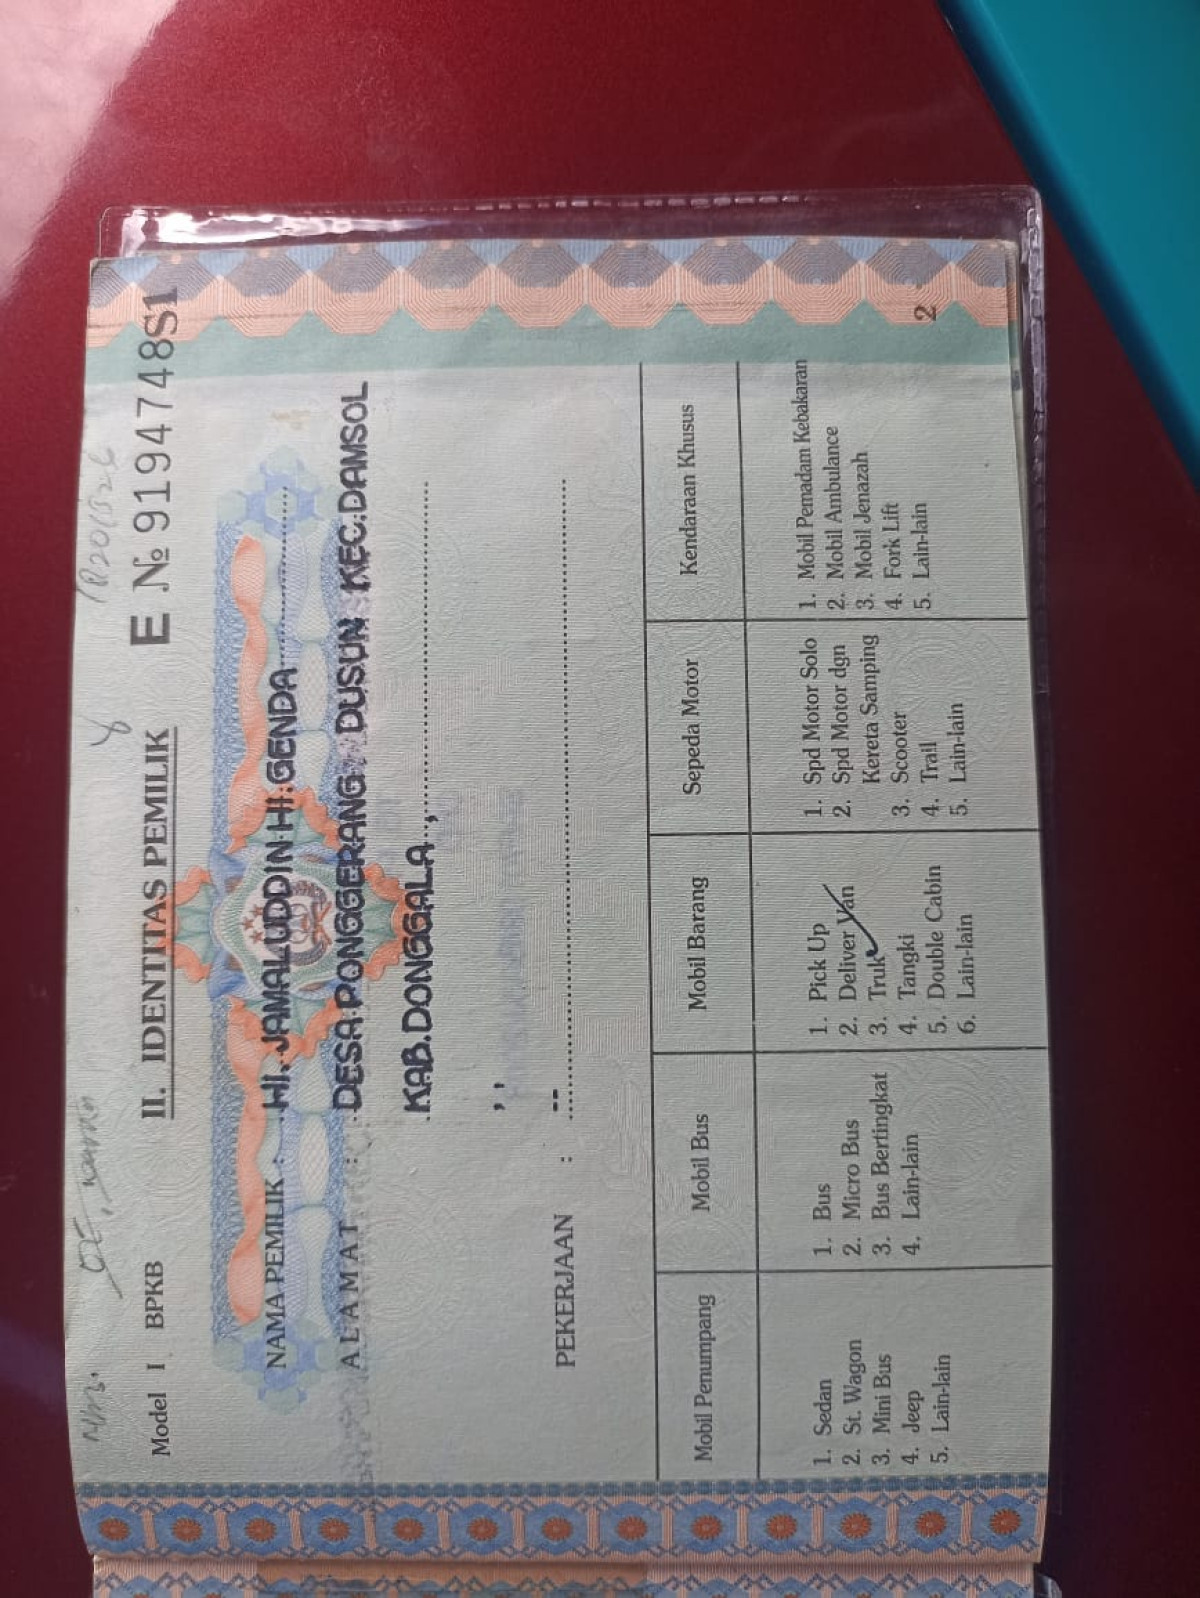 Model I BPKB
II. IDENTITAS PEMILIK
E № 9194748S1
NAMA PEMILIK : HI. JAMALUDDIN HI. GENDA
ALAMAT : DESA PONGGERANG DUSUN KEC.DAMSOL
KAB.DONGGALA ,
, ,
PEKERJAAN : --
Mobil Penumpang
1. Sedan
2. St. Wagon
3. Mini Bus
4. Jeep
5. Lain-lain
Mobil Bus
1. Bus
2. Micro Bus
3. Bus Bertingkat
4. Lain-lain
Mobil Barang
1. Pick Up
2. Deliver Van
3. Truk
4. Tangki
5. Double Cabin
6. Lain-lain
Sepeda Motor
1. Spd Motor Solo
2. Spd Motor dgn
Kereta Samping
3. Scooter
4. Trail
5. Lain-lain
Kendaraan Khusus
1. Mobil Pemadam Kebakaran
2. Mobil Ambulance
3. Mobil Jenazah
4. Fork Lift
5. Lain-lain
2